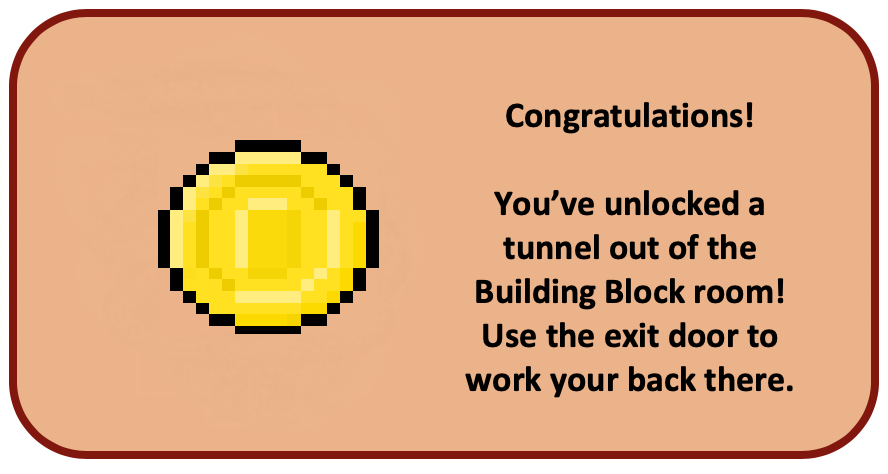 Congratulations!
You’ve unlocked a
tunnel out of the
Building Block room!
Use the exit door to
work your back there.